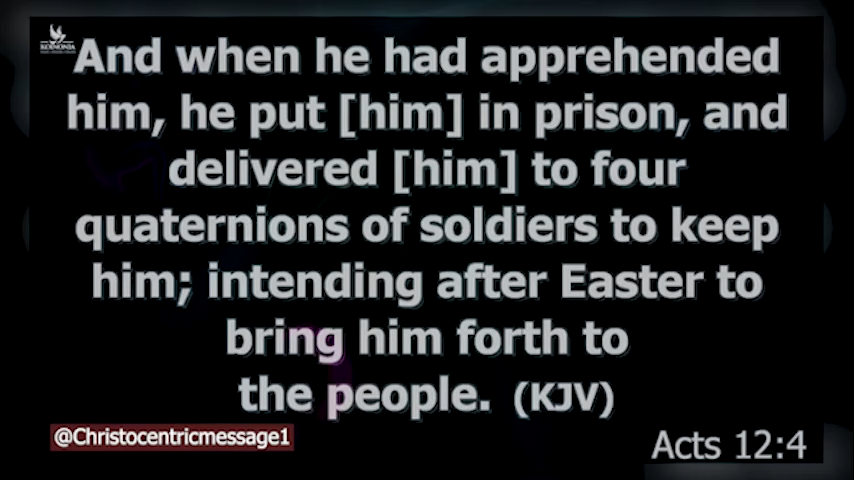 KOINONIA
And when he had apprehended
him, he put [him] in prison, and
delivered [him] to four
quaternions of soldiers to keep
him; intending after Easter to
bring him forth to
the people. (KJV)
@Christocentricmessage1
Acts 12:4